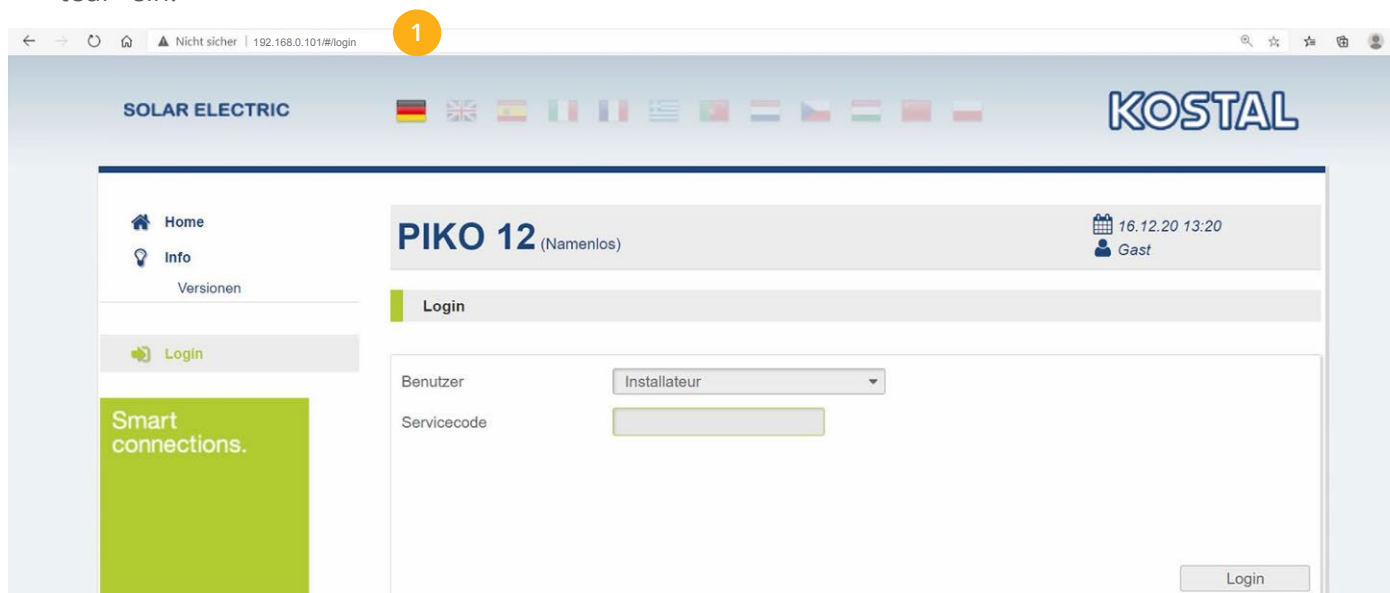 teur" ein.
Nicht sicher | 192.168.0.101/#/login
1
SOLAR ELECTRIC
KOSTAL
Home
Info
Versionen
Login
Smart
connections.
PIKO 12 (Namenlos)
16.12.20 13:20
Gast
Login
Benutzer Installateur
Servicecode
Login